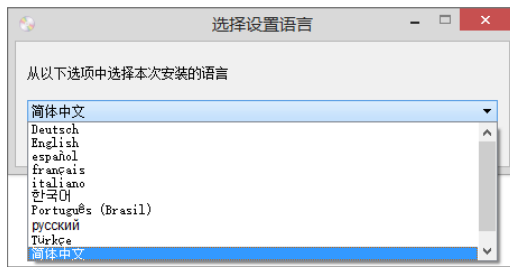 选择设置语言
从以下选项中选择本次安装的语言
简体中文
Deutsch
English
español
français
italiano
한국어
Português (Brasil)
русский
Türkçe
简体中文